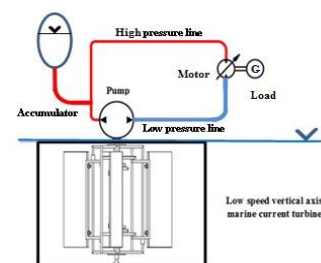 High pressure line
Motor
G
Load
Pump
Accumulator
Low pressure line
Low speed vertical axis
marine current turbine